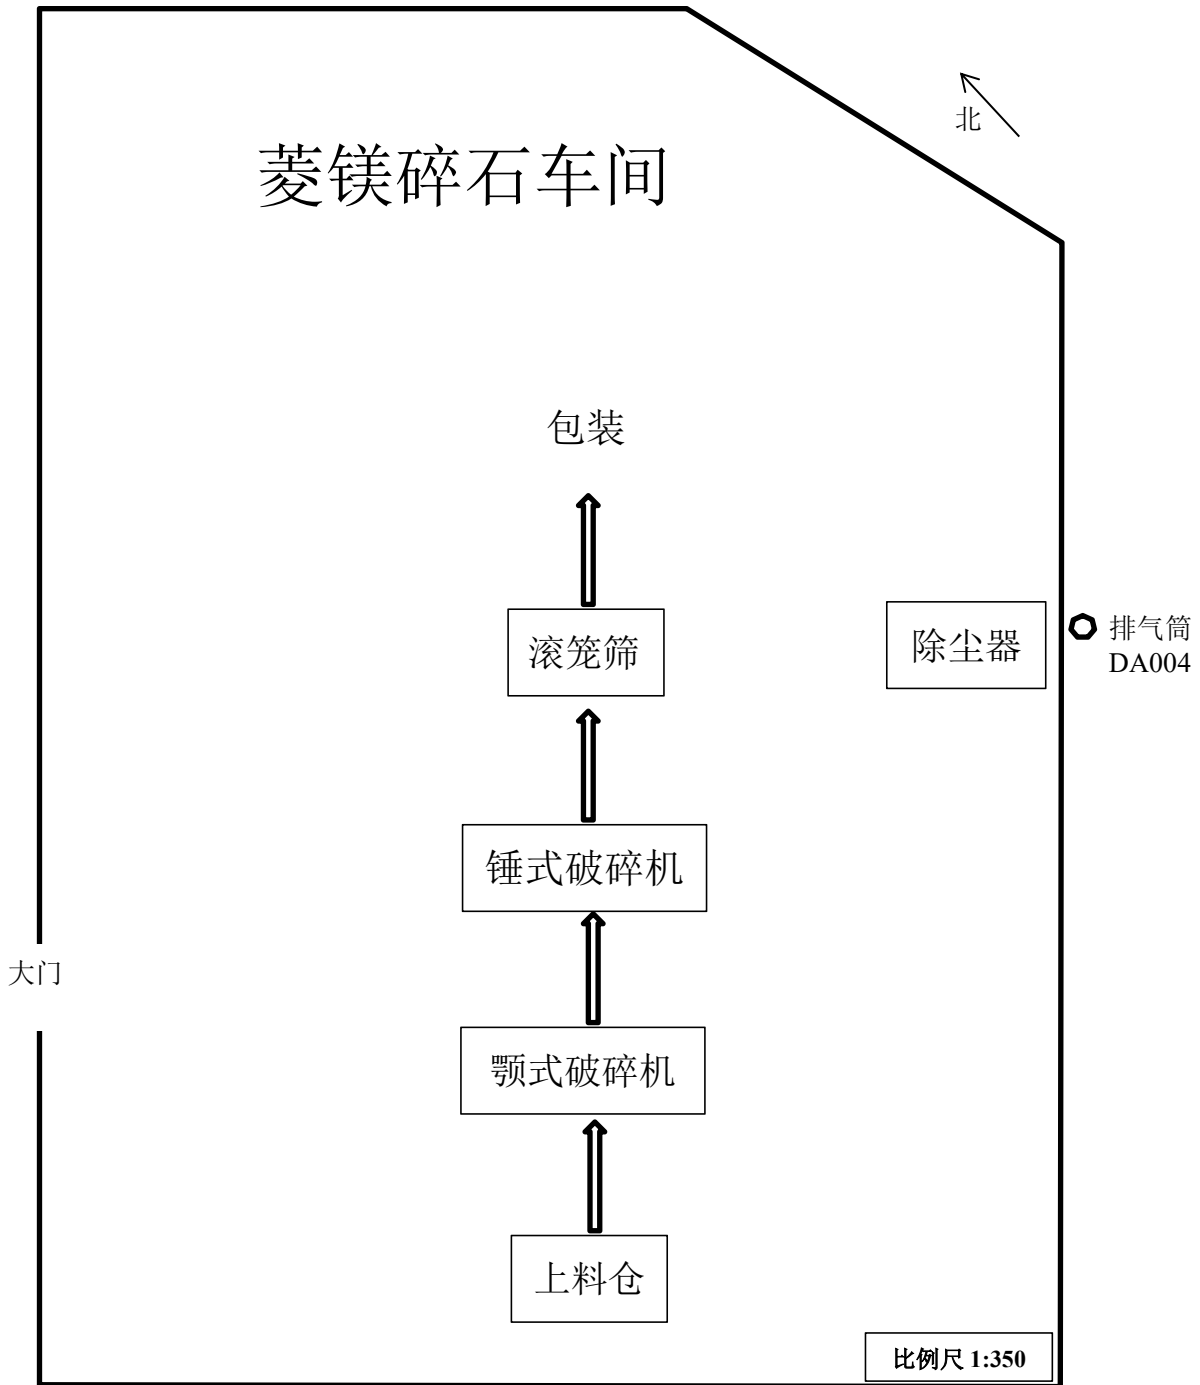 北
菱镁碎石车间
包装
滚笼筛
除尘器
排气筒
DA004
锤式破碎机
大门
颚式破碎机
上料仓
比例尺 1:350